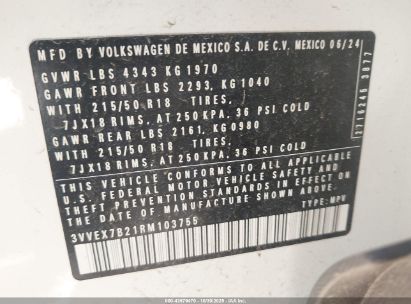 MFD BY VOLKSWAGEN DE MEXICO S.A. DE C.V. MEXICO 06/24
GVWR LBS 4343 KG 1970
GAWR FRONT LBS 2293, KG 1040
WITH 215/50 R18 TIRES,
7JX18 RIMS, AT 250 KPA, 36 PSI COLD
GAWR REAR LBS 2161, KG 0980
WITH 215/50 R18 TIRES,
7JX18 RIMS, AT 250 KPA, 36 PSI COLD
THIS VEHICLE CONFORMS TO ALL APPLICABLE
U.S. FEDERAL MOTOR VEHICLE SAFETY AND
THEFT PREVENTION STANDARDS IN EFFECT ON
THE DATE OF MANUFACTURE SHOWN ABOVE.
3VVEX7B21RM103755 TYPE: MPV